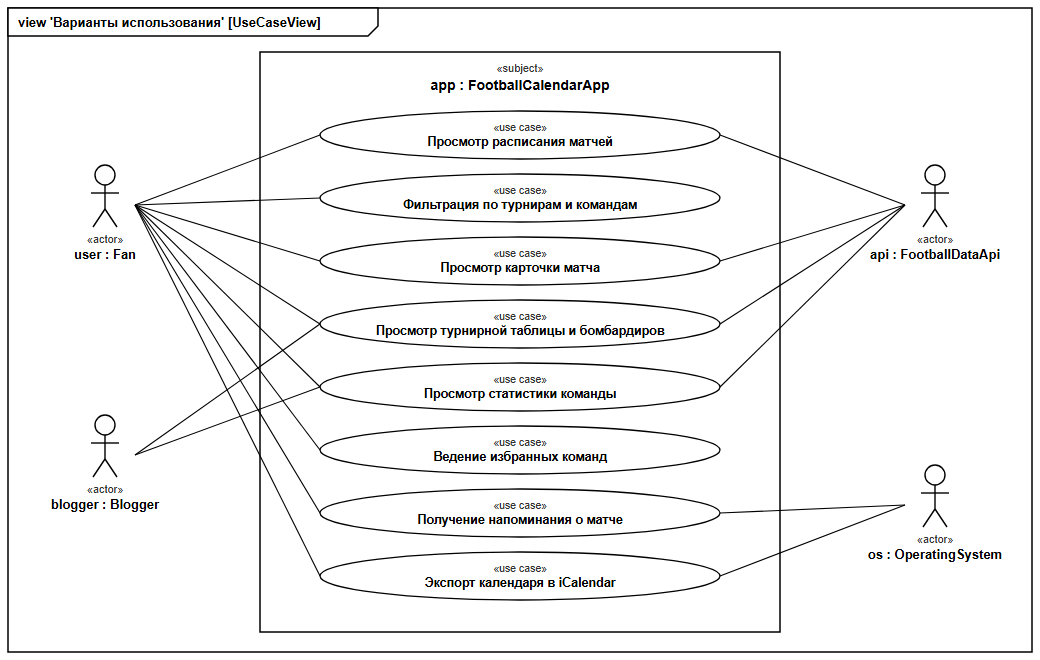 view 'Варианты использования' [UseCaseView]
«subject»
app : FootballCalendarApp
«use case»
Просмотр расписания матчей
«use case»
Фильтрация по турнирам и командам
«use case»
Просмотр карточки матча
«use case»
Просмотр турнирной таблицы и бомбардиров
«use case»
Просмотр статистики команды
«use case»
Ведение избранных команд
«use case»
Получение напоминания о матче
«use case»
Экспорт календаря в iCalendar
«actor»
user : Fan
«actor»
blogger : Blogger
«actor»
api : FootballDataApi
«actor»
os : OperatingSystem